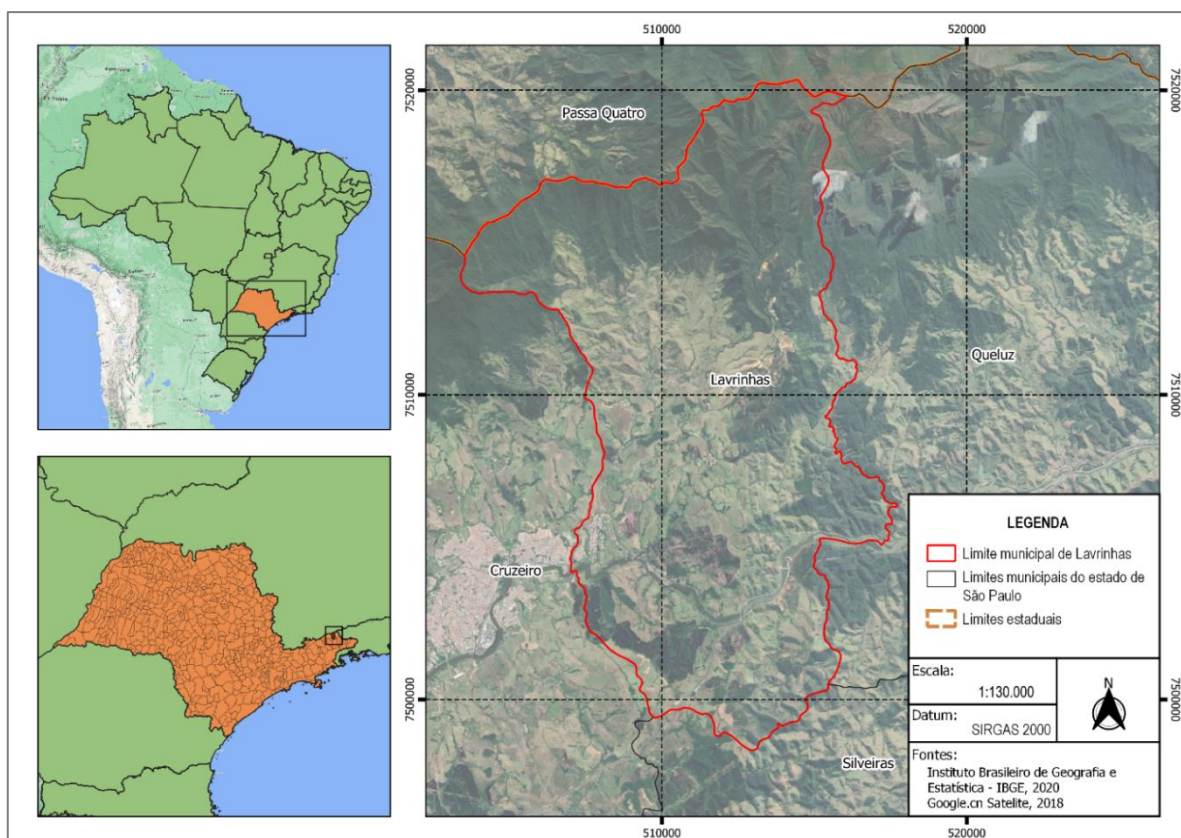 510000
520000
7520000
7520000
Passa Quatro
Queluz
Lavrinhas
7510000
7510000
Cruzeiro
LEGENDA
Limite municipal de Lavrinhas
Limites municipais do estado de
São Paulo
Limites estaduais
Escala:
1:130.000
N
7500000
7500000
Datum:
SIRGAS 2000
Silveiras
Fontes:
Instituto Brasileiro de Geografia e
Estatística - IBGE, 2020
Google.cn Satelite, 2018
510000
520000